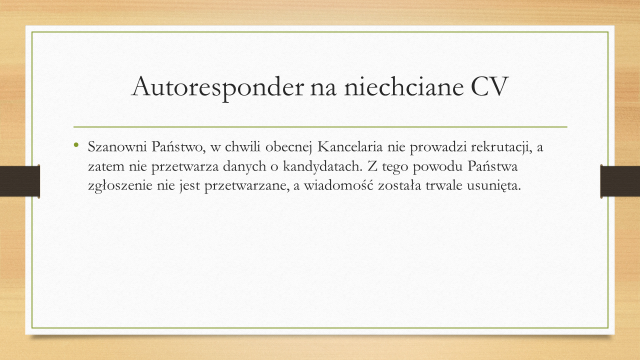 Autoresponder na niechciane CV
• Szanowni Państwo, w chwili obecnej Kancelaria nie prowadzi rekrutacji, a
zatem nie przetwarza danych o kandydatach. Z tego powodu Państwa
zgłoszenie nie jest przetwarzane, a wiadomość została trwale usunięta.